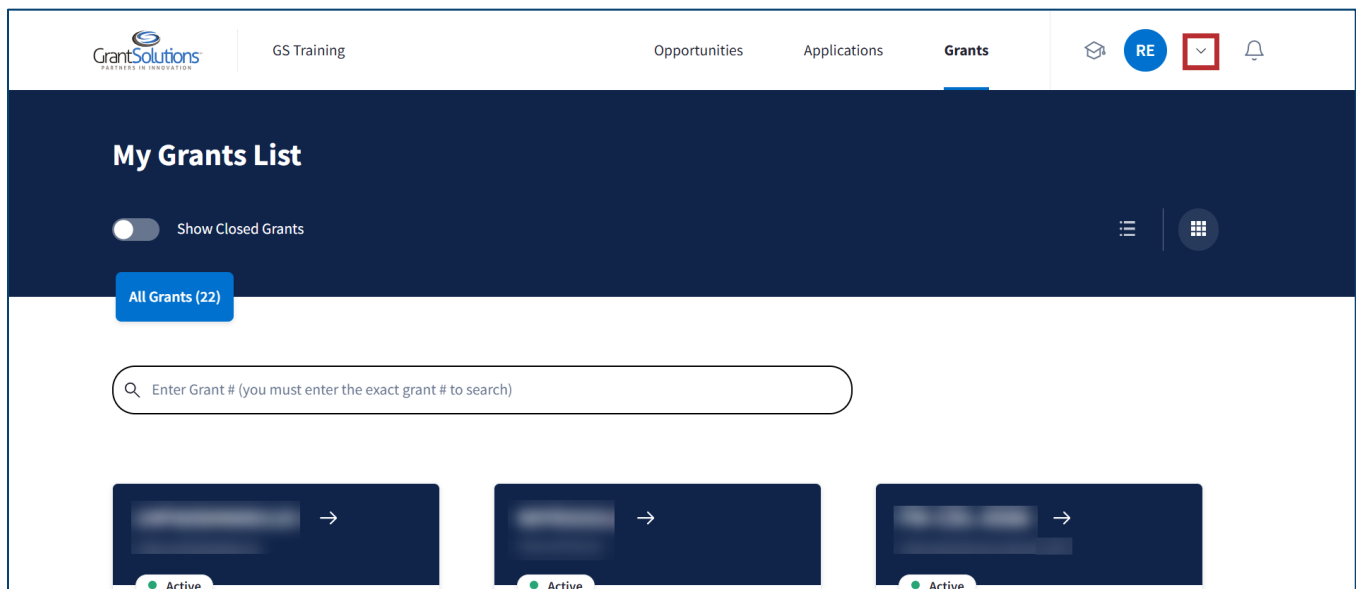 GrantSolutions
PARTNERS IN INNOVATION
GS Training
Opportunities
Applications
Grants
RE
My Grants List
Show Closed Grants
All Grants (22)
Enter Grant # (you must enter the exact grant # to search)
Active
Active
Active